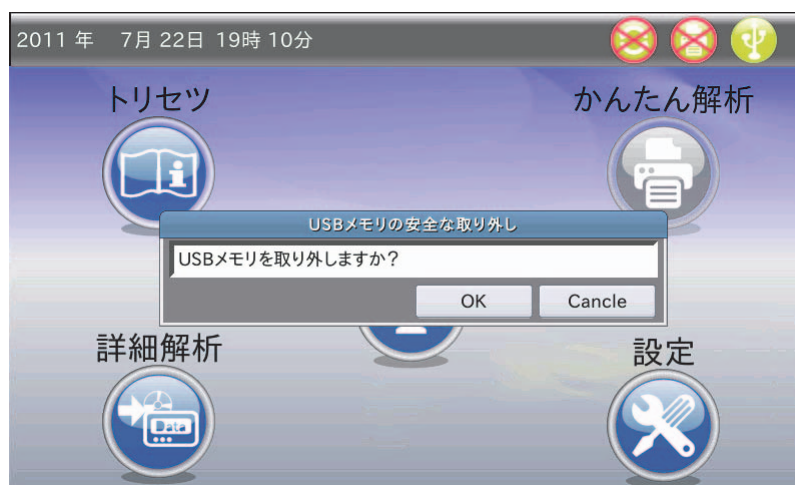 2011 年 7月 22日 19時 10分
トリセツ
かんたん解析
USBメモリの安全な取り外し
USBメモリを取り外しますか？
OK
Cancle
詳細解析
設定
Data